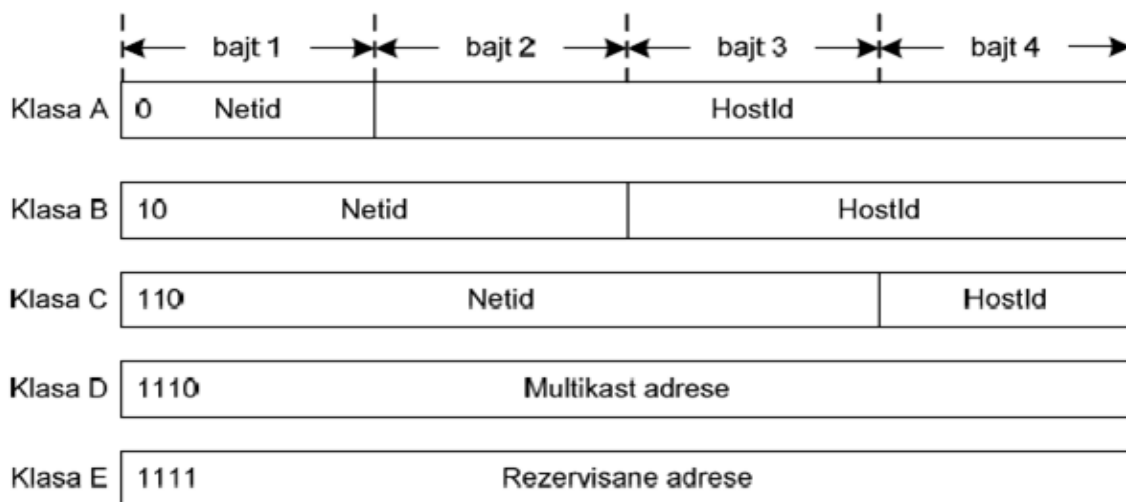 bajt 1 bajt 2 bajt 3 bajt 4
Klasa A 0 Netid HostId
Klasa B 10 Netid HostId
Klasa C 110 Netid HostId
Klasa D 1110 Multikast adrese
Klasa E 1111 Rezervisane adrese